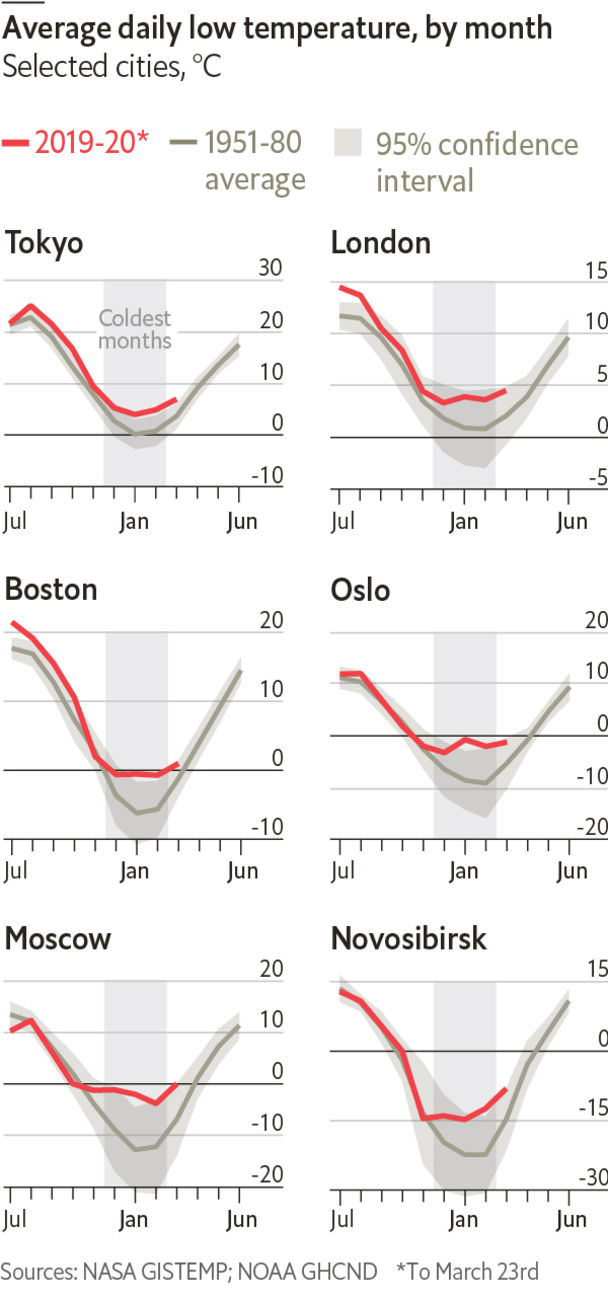 Average daily low temperature, by month
Selected cities, °C
2019-20*
1951-80
average
95% confidence
interval
Tokyo
30
20
10
0
-10
Coldest
months
Jul
Jan
Jun
London
15
10
5
0
-5
Jul
Jan
Jun
Boston
20
10
0
-10
Jul
Jan
Jun
Oslo
20
10
0
-10
-20
Jul
Jan
Jun
Moscow
20
10
0
-10
-20
Jul
Jan
Jun
Novosibirsk
15
0
-15
-30
Jul
Jan
Jun
Sources: NASA GISTEMP; NOAA GHCND *To March 23rd